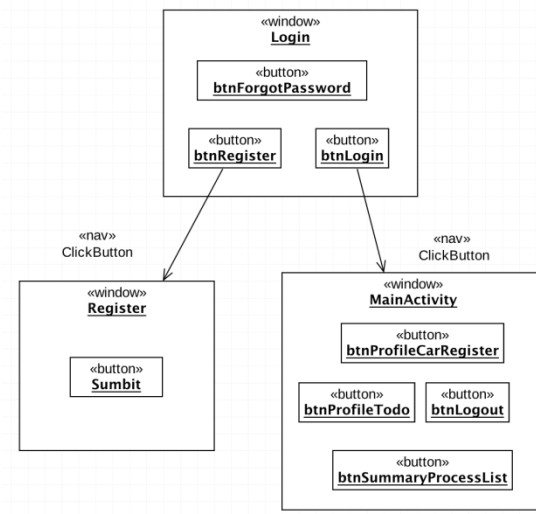 «window»
Login
«button»
btnForgotPassword
«button»
btnRegister
«button»
btnLogin
«nav»
ClickButton
«nav»
ClickButton
«window»
Register
«button»
Sumbit
«window»
MainActivity
«button»
btnProfileCarRegister
«button»
btnProfileTodo
«button»
btnLogout
«button»
btnSummaryProcessList